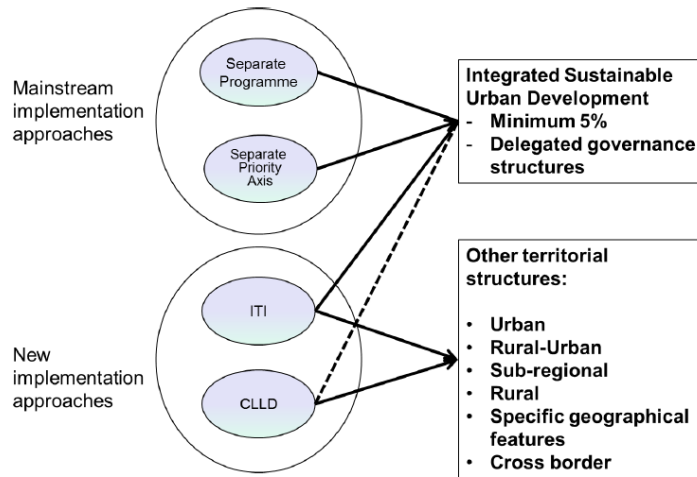 Mainstream
implementation
approaches
Separate
Programme
Separate
Priority
Axis
Integrated Sustainable
Urban Development
- Minimum 5%
- Delegated governance
structures
New
implementation
approaches
ITI
CLLD
Other territorial
structures:
• Urban
• Rural-Urban
• Sub-regional
• Rural
• Specific geographical
features
• Cross border